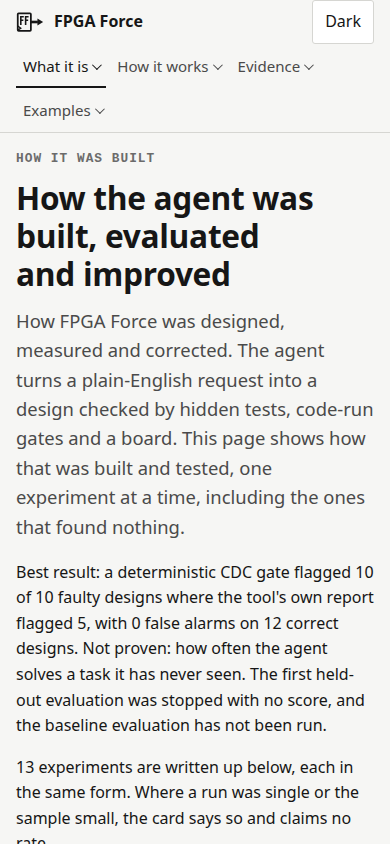 FF FPGA Force
Dark
What it is
How it works
Evidence
Examples
HOW IT WAS BUILT
How the agent was
built, evaluated
and improved
How FPGA Force was designed,
measured and corrected. The agent
turns a plain-English request into a
design checked by hidden tests, code-run
gates and a board. This page shows how
that was built and tested, one
experiment at a time, including the ones
that found nothing.
Best result: a deterministic CDC gate flagged 10
of 10 faulty designs where the tool's own report
flagged 5, with 0 false alarms on 12 correct
designs. Not proven: how often the agent
solves a task it has never seen. The first held-
out evaluation was stopped with no score, and
the baseline evaluation has not been run.
13 experiments are written up below, each in
the same form. Where a run was single or the
sample small, the card says so and claims no
rate.